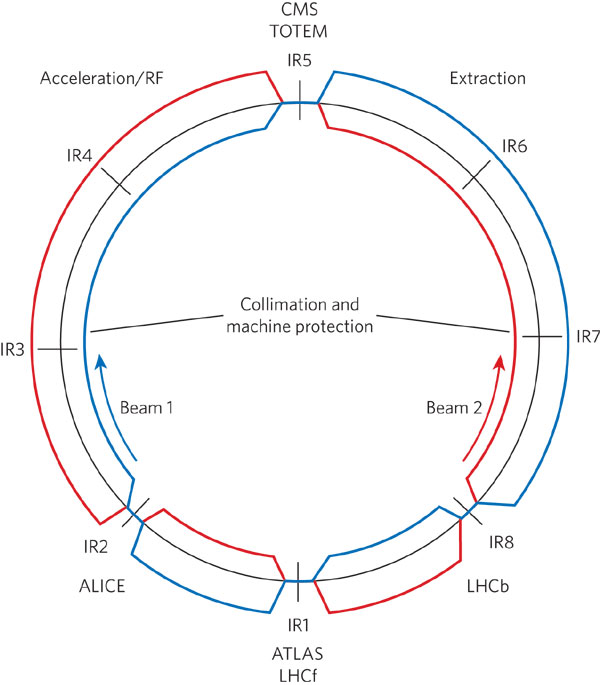 CMS
TOTEM
IR5
Acceleration/RF
Extraction
IR4
IR6
Collimation and
machine protection
IR3
IR7
Beam 1
Beam 2
IR2
IR8
ALICE
LHCb
IR1
ATLAS
LHCf